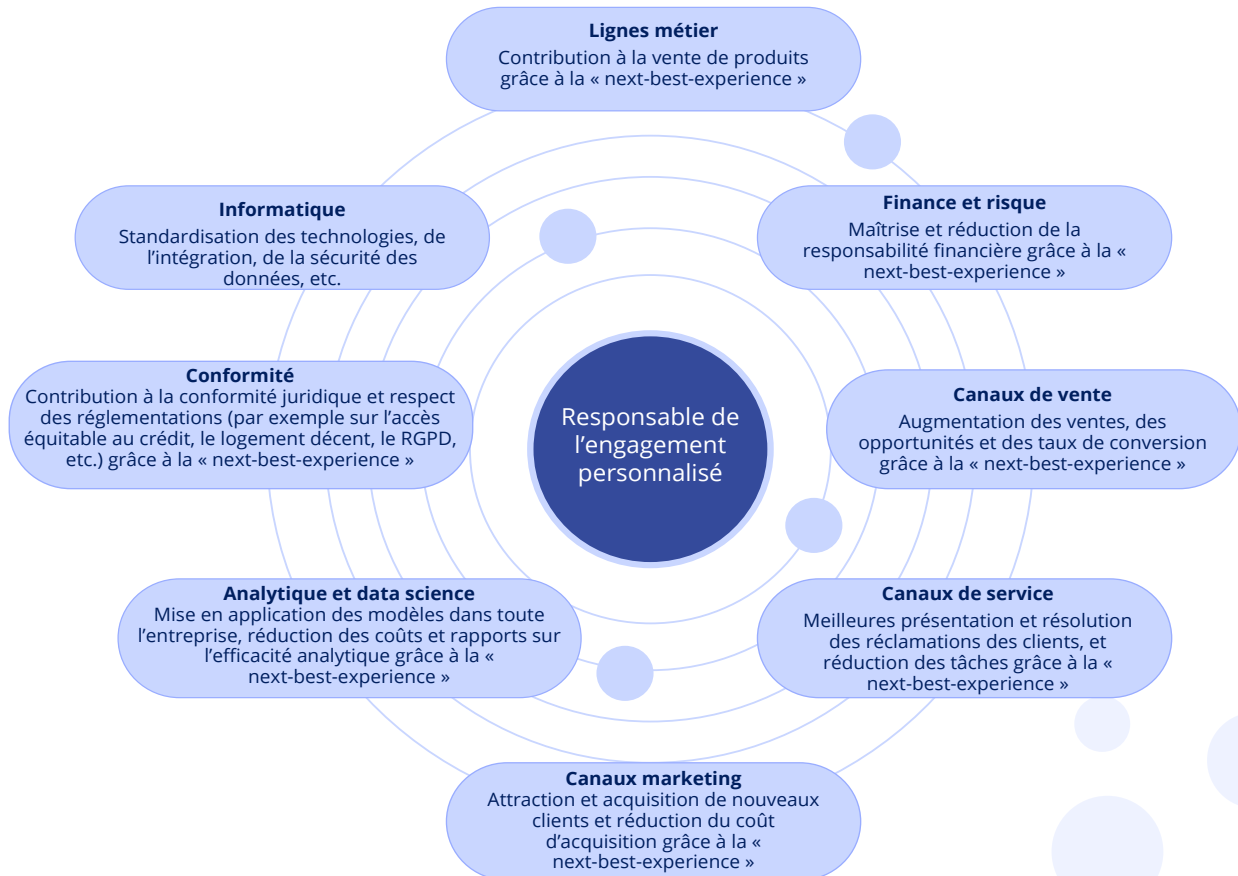 Lignes métier
Contribution à la vente de produits
grâce à la « next-best-experience »
Informatique
Standardisation des technologies, de
l’intégration, de la sécurité des
données, etc.
Finance et risque
Maîtrise et réduction de la
responsabilité financière grâce à la «
next-best-experience »
Conformité
Contribution à la conformité juridique et respect
des réglementations (par exemple sur l’accès
équitable au crédit, le logement décent, le RGPD,
etc.) grâce à la « next-best-experience »
Responsable de
l’engagement
personnalisé
Canaux de vente
Augmentation des ventes, des
opportunités et des taux de conversion
grâce à la « next-best-experience »
Analytique et data science
Mise en application des modèles dans toute
l’entreprise, réduction des coûts et rapports sur
l’efficacité analytique grâce à la «
next-best-experience »
Canaux de service
Meilleures présentation et résolution
des réclamations des clients, et
réduction des tâches grâce à la «
next-best-experience »
Canaux marketing
Attraction et acquisition de nouveaux
clients et réduction du coût
d'acquisition grâce à la «
next-best-experience »